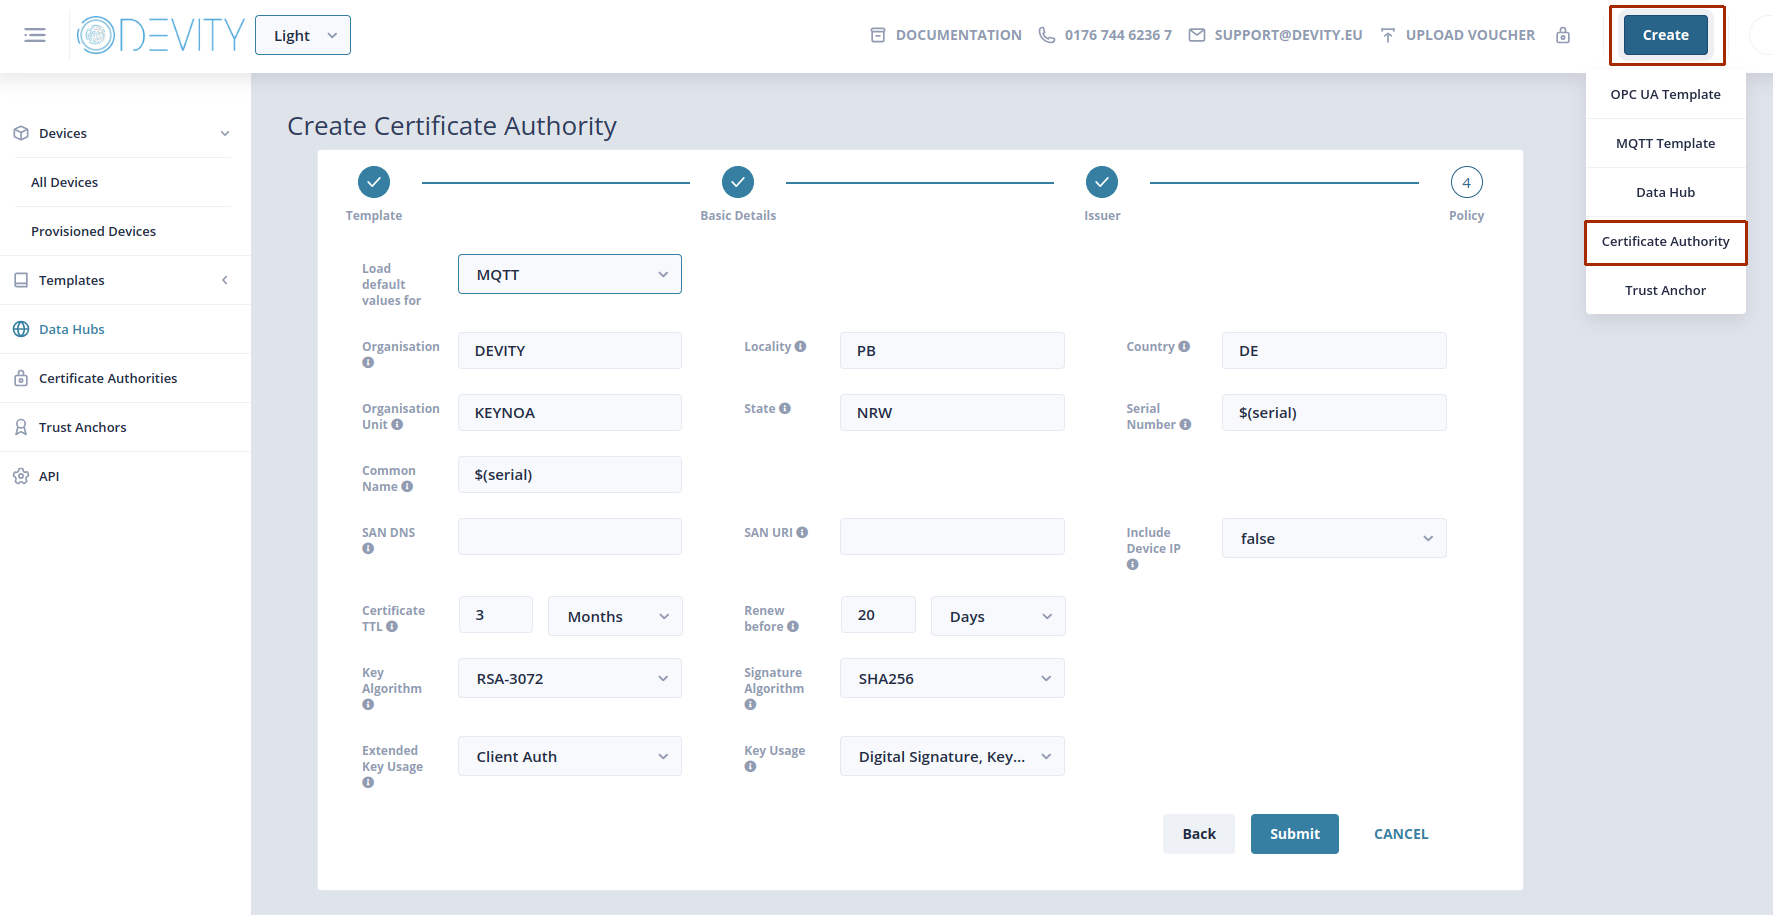 DEVITY
Light
DOCUMENTATION
0176 744 6236 7
SUPPORT@DEVITY.EU
UPLOAD VOUCHER
Create
OPC UA Template
MQTT Template
Data Hub
Certificate Authority
Trust Anchor
Devices
All Devices
Provisioned Devices
Templates
Data Hubs
Certificate Authorities
Trust Anchors
API
Create Certificate Authority
Template
Basic Details
Issuer
4
Policy
Load
default
values for
MQTT
Organisation
DEVITY
Locality
PB
Country
DE
Organisation
Unit
KEYNOA
State
NRW
Serial
Number
$(serial)
Common
Name
$(serial)
SAN DNS
SAN URI
Include
Device IP
false
Certificate
TTL
3
Months
Renew
before
20
Days
Key
Algorithm
RSA-3072
Signature
Algorithm
SHA256
Extended
Key Usage
Client Auth
Key Usage
Digital Signature, Key...
Back
Submit
CANCEL